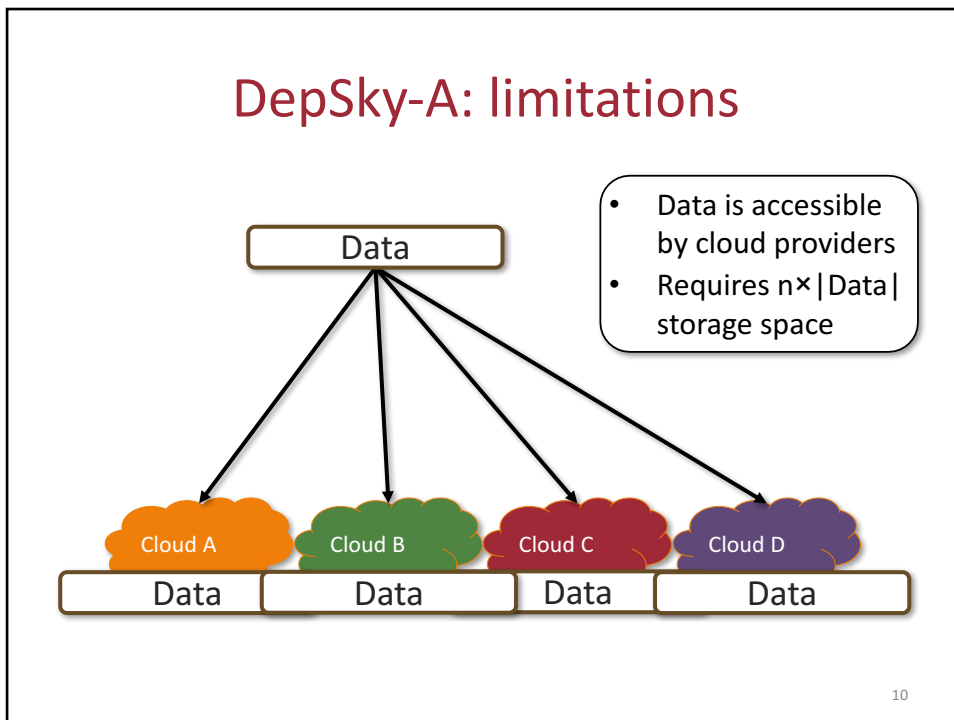 DepSky-A: limitations
Data
• Data is accessible
by cloud providers
• Requires n×|Data|
storage space
Cloud A
Cloud B
Cloud C
Cloud D
Data
Data
Data
Data
10